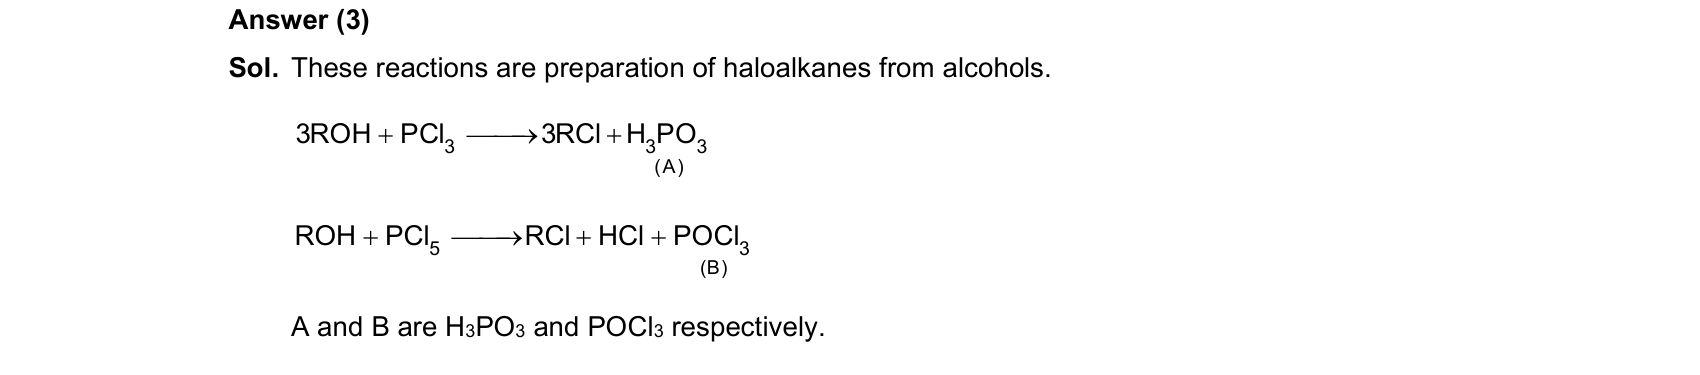 Answer (3)
Sol. These reactions are preparation of haloalkanes from alcohols.
3ROH + PCl₃ ⟶ 3RCl + H₃PO₃
(A)
ROH + PCl₅ ⟶ RCl + HCl + POCl₃
(B)
A and B are H₃PO₃ and POCl₃ respectively.